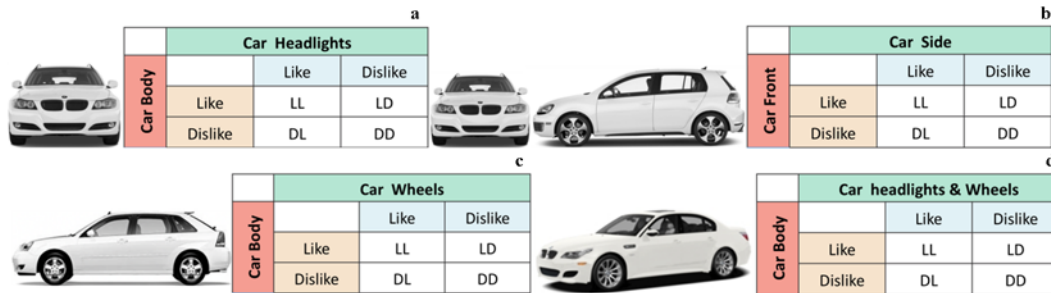 a
Car Headlights
Car Body
Like Dislike
Like LL LD
Dislike DL DD
b
Car Side
Car Front
Like Dislike
Like LL LD
Dislike DL DD
c
Car Wheels
Car Body
Like Dislike
Like LL LD
Dislike DL DD
Car headlights & Wheels
Car Body
Like Dislike
Like LL LD
Dislike DL DD